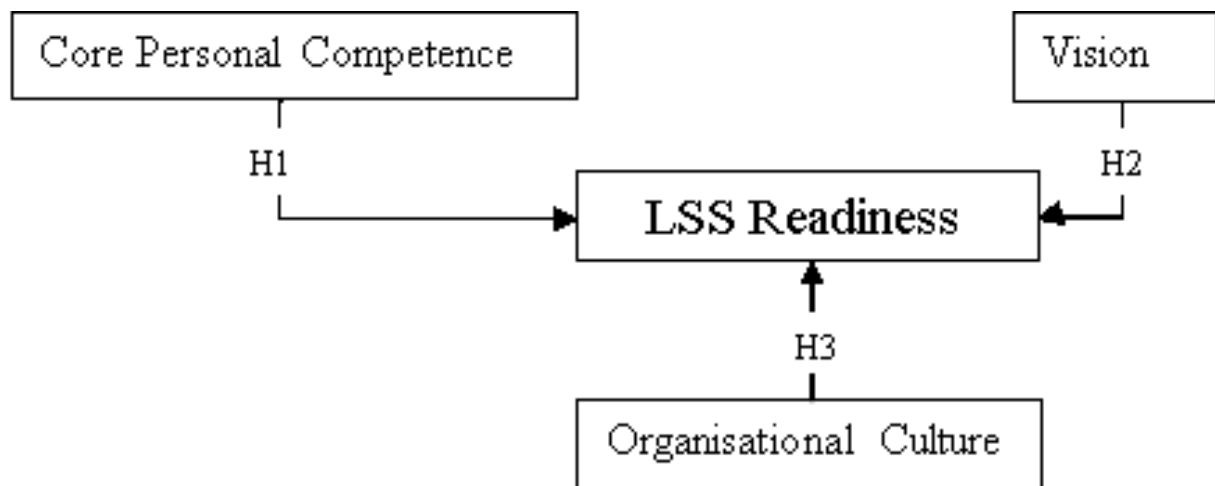 Core Personal Competence
Vision
H1
H2
LSS Readiness
H3
Organisational Culture